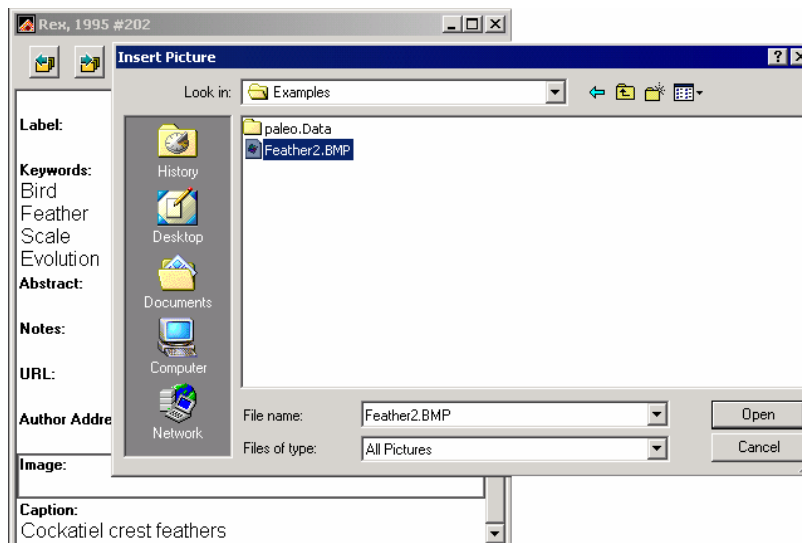 Rex, 1995 #202
Insert Picture
Look in: Examples
Label:
Keywords:
Bird
Feather
Scale
Evolution
Abstract:
Notes:
URL:
Author Addre
Image:
Caption:
Cockatiel crest feathers
History
Desktop
Documents
Computer
Network
paleo.Data
Feather2.BMP
File name: Feather2.BMP Open
Files of type: All Pictures Cancel